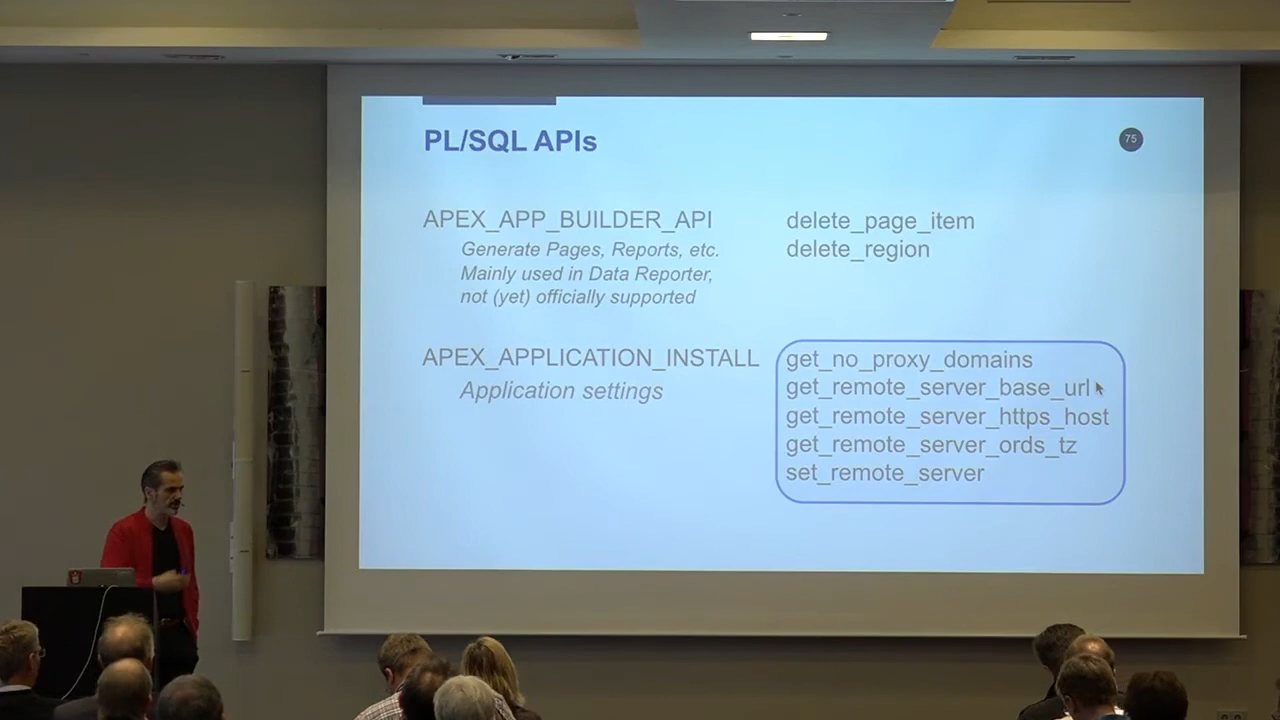 PL/SQL APIs
75
APEX_APP_BUILDER_API
Generate Pages, Reports, etc.
Mainly used in Data Reporter,
not (yet) officially supported
delete_page_item
delete_region
APEX_APPLICATION_INSTALL
Application settings
get_no_proxy_domains
get_remote_server_base_url
get_remote_server_https_host
get_remote_server_ords_tz
set_remote_server